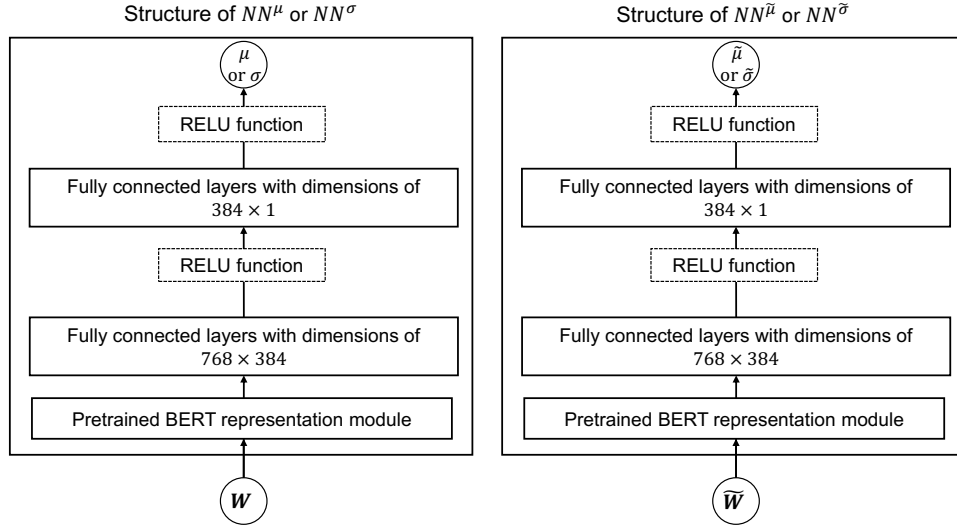 Structure of 𝑁𝑁^μ or 𝑁𝑁^σ
μ
or σ
RELU function
Fully connected layers with dimensions of
384 × 1
RELU function
Fully connected layers with dimensions of
768 × 384
Pretrained BERT representation module
W
Structure of 𝑁𝑁^μ̃ or 𝑁𝑁^σ̃
μ̃
or σ̃
RELU function
Fully connected layers with dimensions of
384 × 1
RELU function
Fully connected layers with dimensions of
768 × 384
Pretrained BERT representation module
W̃